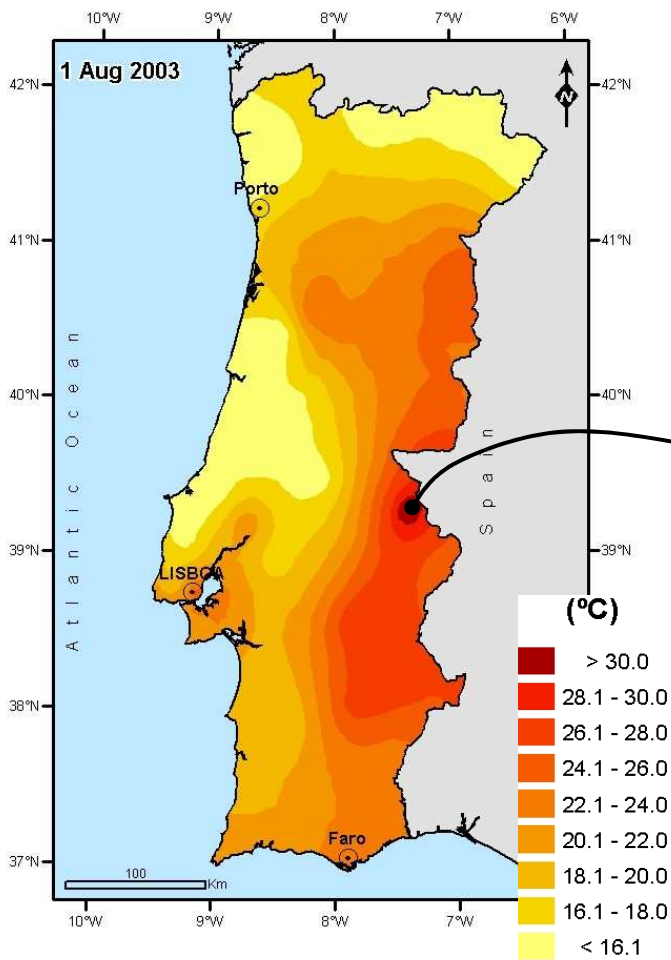 10°W 9°W 8°W 7°W 6°W
1 Aug 2003
N
42°N 42°N
Porto
41°N 41°N
Atlantic Ocean
40°N 40°N
Spain
39°N 39°N
LISBOA
(ºC)
> 30.0
28.1 - 30.0
38°N
26.1 - 28.0
24.1 - 26.0
22.1 - 24.0
Faro
20.1 - 22.0
37°N
100
Km
18.1 - 20.0
16.1 - 18.0
10°W 9°W 8°W 7°W
< 16.1